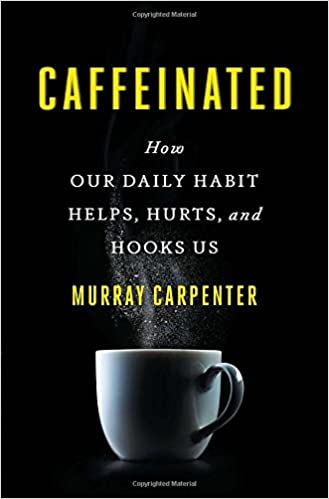 Copyrighted Material
CAFFEINATED
How
OUR DAILY HABIT
HELPS, HURTS, and
HOOKS US
MURRAY CARPENTER
Copyrighted Material